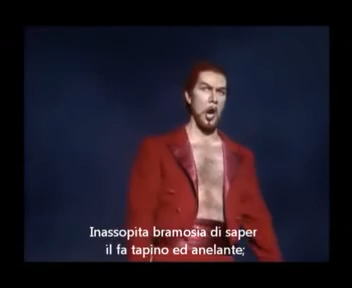 Inassopita bramosia di saper
il fa tapino ed anelante;